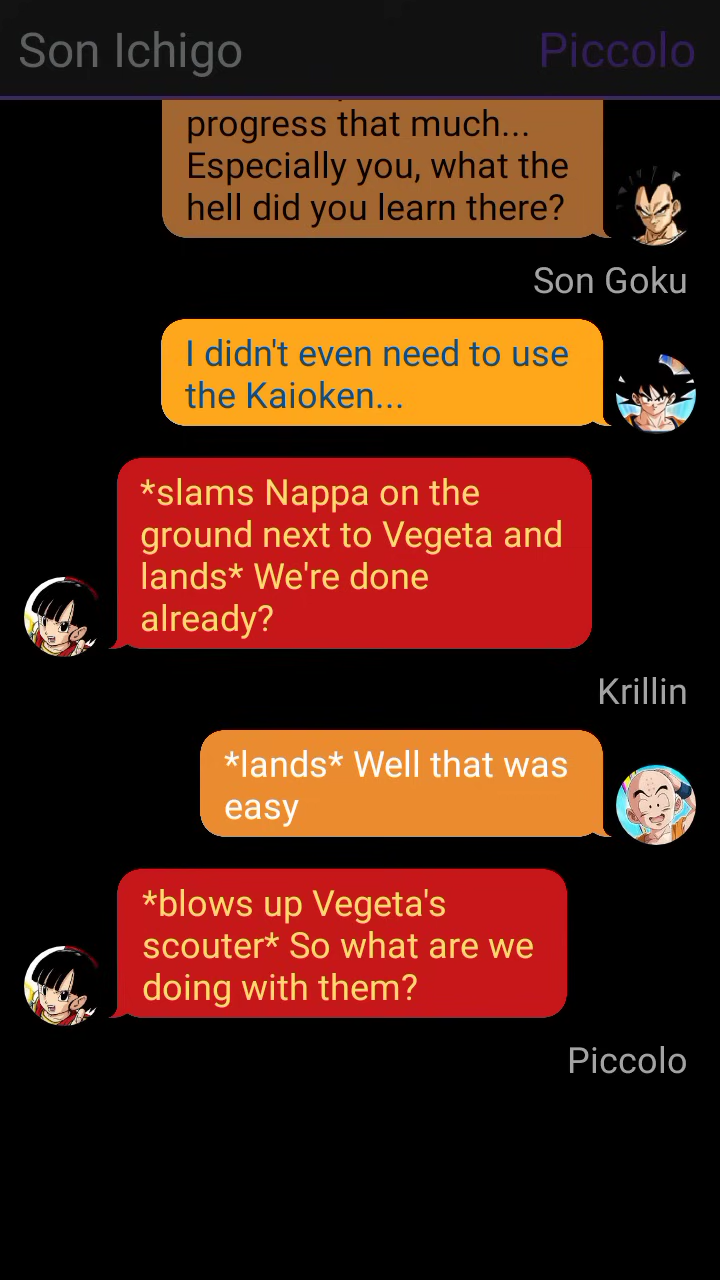 Son Ichigo
Piccolo
progress that much...
Especially you, what the
hell did you learn there?
Son Goku
I didn't even need to use
the Kaioken...
*slams Nappa on the
ground next to Vegeta and
lands* We're done
already?
Krillin
*lands* Well that was
easy
*blows up Vegeta's
scouter* So what are we
doing with them?
Piccolo